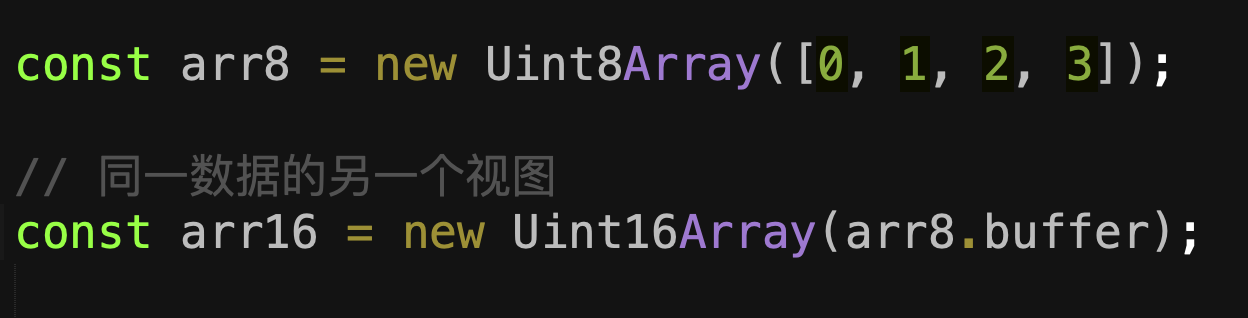 const arr8 = new Uint8Array([0, 1, 2, 3]);
// 同一数据的另一个视图
const arr16 = new Uint16Array(arr8.buffer);